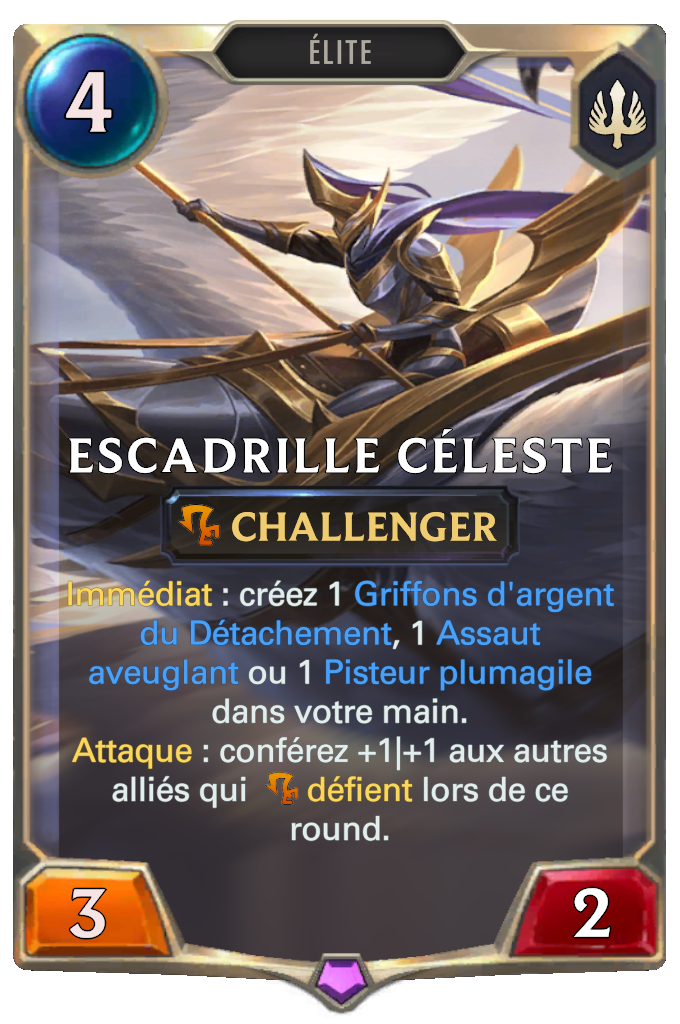 ÉLITE
4
ESCADRILLE CÉLESTE
CHALLENGER
Immédiat : créez 1 Griffons d'argent
du Détachement, 1 Assaut
aveuglant ou 1 Pisteur plumagile
dans votre main.
Attaque : conférez +1|+1 aux autres
alliés qui défient lors de ce
round.
3
2